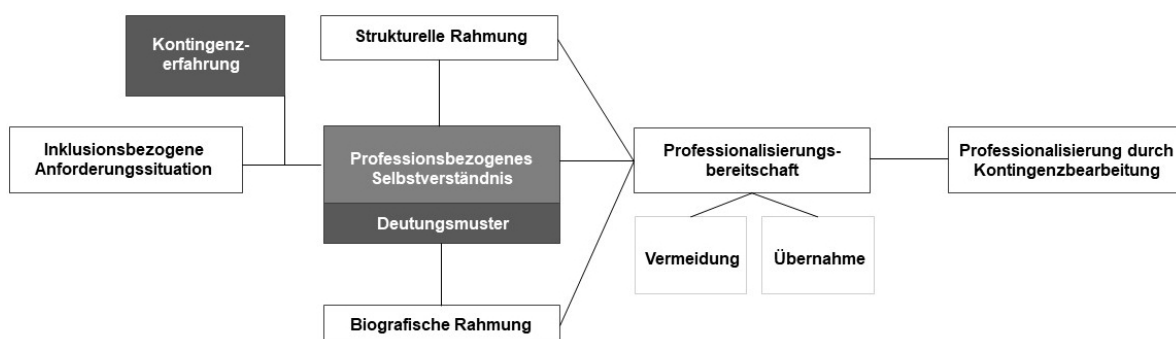 Kontingenz-
erfahrung
Strukturelle Rahmung
Inklusionsbezogene
Anforderungssituation
Professionsbezogenes
Selbstverständnis
Deutungsmuster
Biografische Rahmung
Professionalisierungs-
bereitschaft
Vermeidung
Übernahme
Professionalisierung durch
Kontingenzbearbeitung